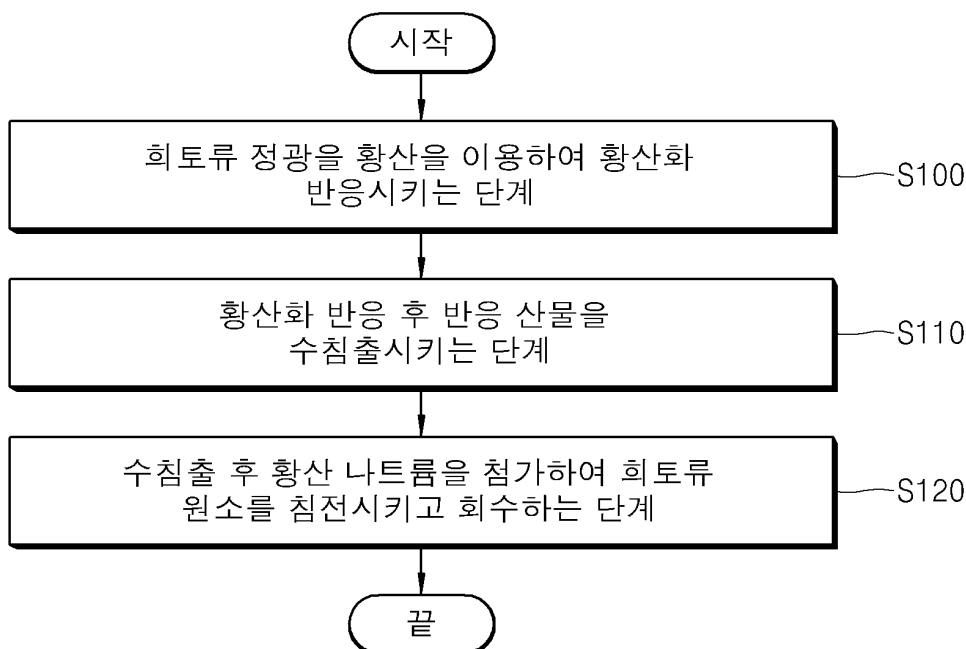 시작
희토류 정광을 황산을 이용하여 황산화
반응시키는 단계
S100
황산화 반응 후 반응 산물을
수침출시키는 단계
S110
수침출 후 황산 나트륨을 첨가하여 희토류
원소를 침전시키고 회수하는 단계
S120
끝